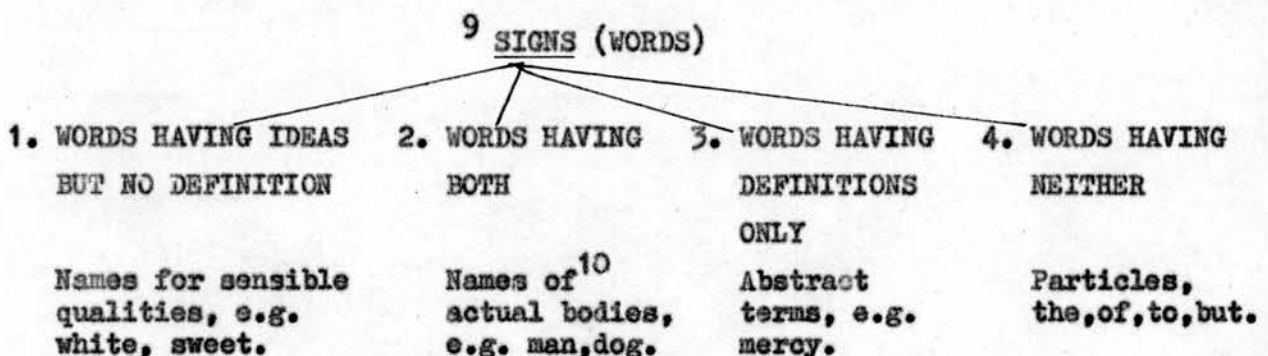 9 SIGNS (WORDS)
1. WORDS HAVING IDEAS
BUT NO DEFINITION
Names for sensible
qualities, e.g.
white, sweet.
2. WORDS HAVING
BOTH
Names of10
actual bodies,
e.g. man,dog.
3. WORDS HAVING
DEFINITIONS
ONLY
Abstract
terms, e.g.
mercy.
4. WORDS HAVING
NEITHER
Particles,
the,of,to,but.